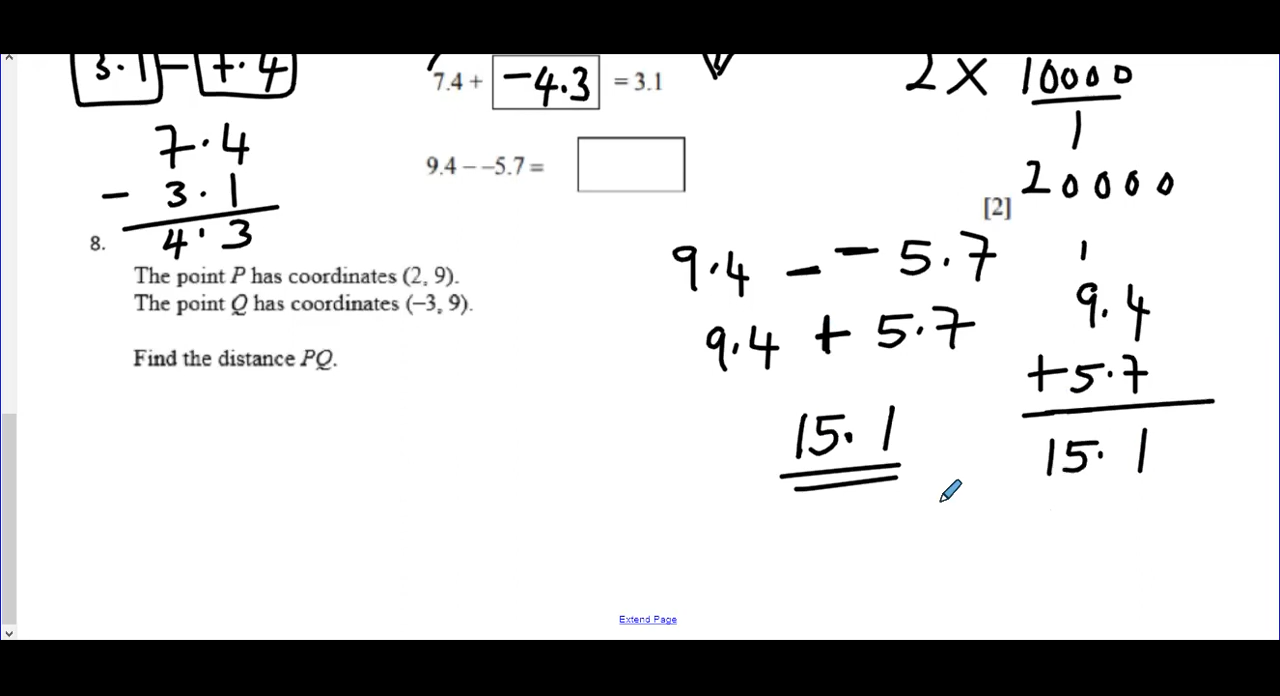 3.1 - 7.4
7.4 + -4.3 = 3.1
2 × 10000
1
20000
7.4
- 3.1
4.3
9.4 – –5.7 =
[2]
9.4 - - 5.7
9.4 + 5.7
15.1
1
9.4
+5.7
15.1
8.
The point P has coordinates (2, 9).
The point Q has coordinates (–3, 9).
Find the distance PQ.
Extend Page